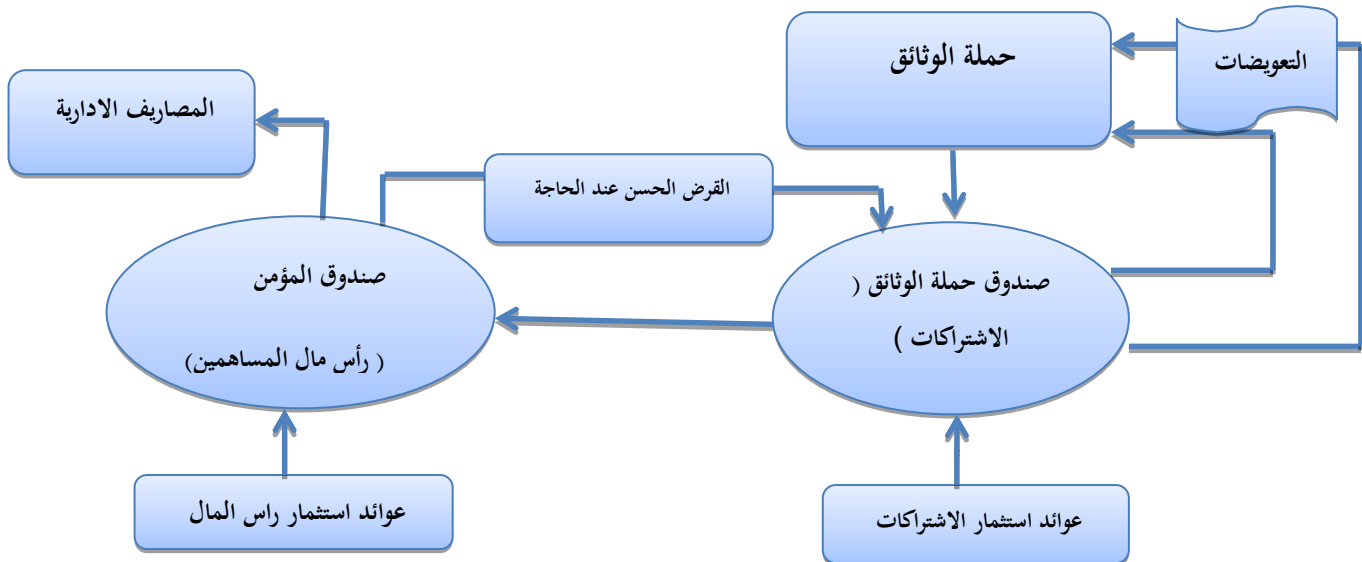 حملة الوثائق
التعويضات
المصاريف الادارية
القرض الحسن عند الحاجة
صندوق حملة الوثائق (
الاشتراكات )
صندوق المؤمن
( رأس مال المساهمين)
عوائد استثمار الاشتراكات
عوائد استثمار راس المال